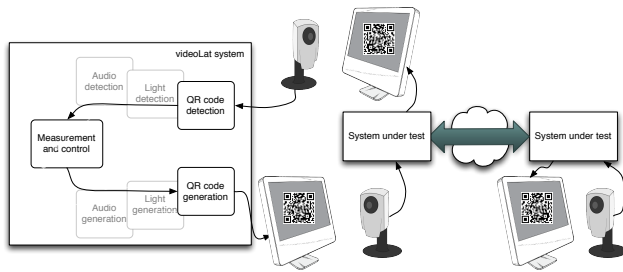 videoLat system
Audio
detection
Light
detection
QR code
detection
Measurement
and control
System under test
System under test
QR code
generation
Light
generation
Audio
generation